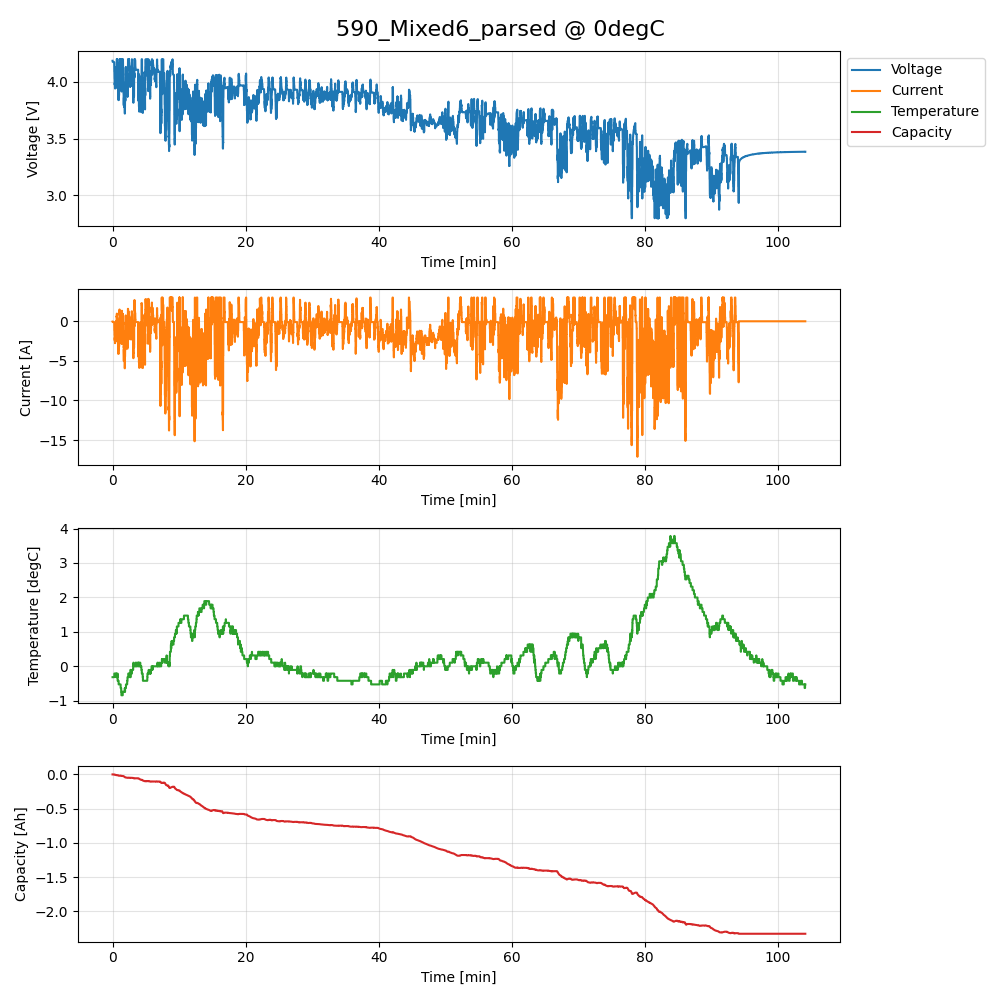 590_Mixed6_parsed @ 0degC
Voltage
Current
Temperature
Capacity
Voltage [V]
4.0
3.5
3.0
0 20 40 60 80 100
Time [min]
Current [A]
0
−5
−10
−15
0 20 40 60 80 100
Time [min]
Temperature [degC]
4
3
2
1
0
−1
0 20 40 60 80 100
Time [min]
Capacity [Ah]
0.0
−0.5
−1.0
−1.5
−2.0
0 20 40 60 80 100
Time [min]